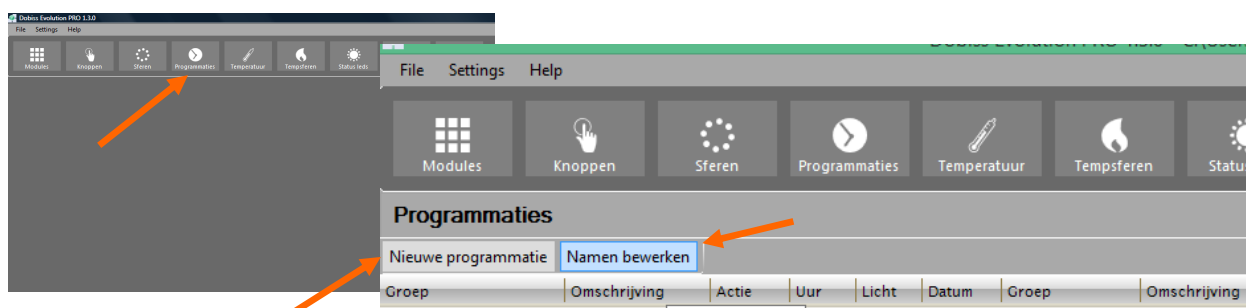 Dobiss Evolution PRO 1.3.0
File Settings Help
Modules Knoppen Sferen Programmaties Temperatuur Tempsferen Status leds
File Settings Help
Modules Knoppen Sferen Programmaties Temperatuur Tempsferen Statu
Programmaties
Nieuwe programmatie Namen bewerken
Groep Omschrijving Actie Uur Licht Datum Groep Omschrijving